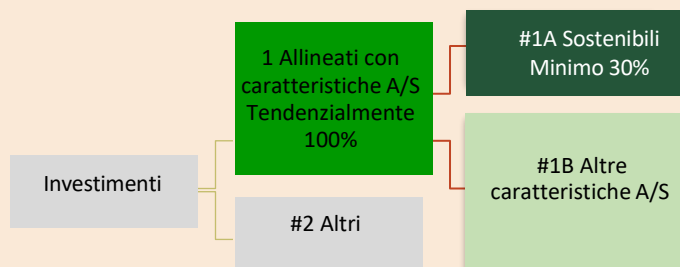 Investimenti
1 Allineati con
caratteristiche A/S
Tendenzialmente
100%
#2 Altri
#1A Sostenibili
Minimo 30%
#1B Altre
caratteristiche A/S